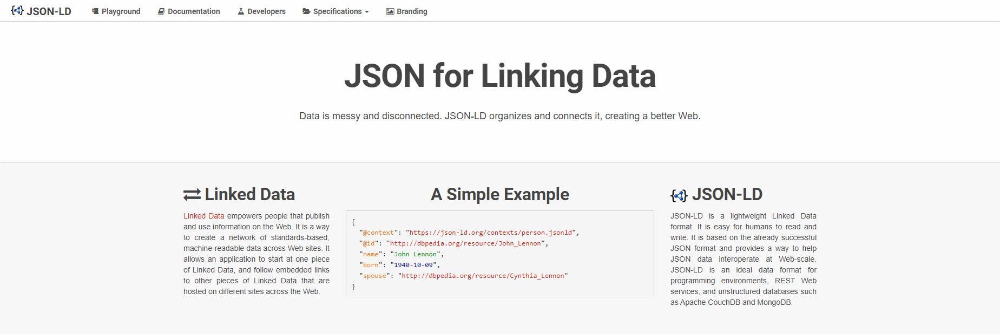 JSON-LD Playground Documentation Developers Specifications Branding
JSON for Linking Data
Data is messy and disconnected. JSON-LD organizes and connects it, creating a better Web.
Linked Data
Linked Data empowers people that publish
and use information on the Web. It is a way
to create a network of standards-based,
machine-readable data across Web sites. It
allows an application to start at one piece
of Linked Data, and follow embedded links
to other pieces of Linked Data that are
hosted on different sites across the Web.
A Simple Example
{
  "@context": "https://json-ld.org/contexts/person.jsonld",
  "@id": "http://dbpedia.org/resource/John_Lennon",
  "name": "John Lennon",
  "born": "1940-10-09",
  "spouse": "http://dbpedia.org/resource/Cynthia_Lennon"
}
JSON-LD
JSON-LD is a lightweight Linked Data
format. It is easy for humans to read and
write. It is based on the already successful
JSON format and provides a way to help
JSON data interoperate at Web-scale.
JSON-LD is an ideal data format for
programming environments, REST Web
services, and unstructured databases such
as Apache CouchDB and MongoDB.